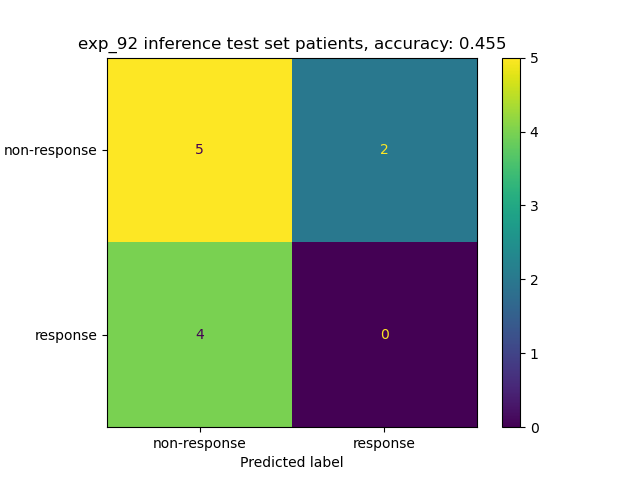 exp_92 inference test set patients, accuracy: 0.455
non-response
response
5 2
4 0
non-response response
Predicted label
5
4
3
2
1
0